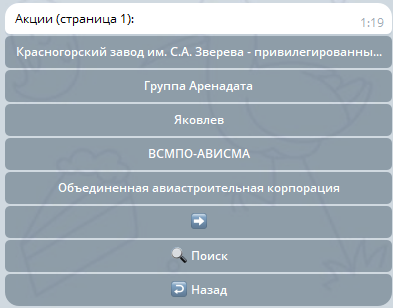 Акции (страница 1):
1:19
Красногорский завод им. С.А. Зверева - привилегированны...
Группа Аренадата
Яковлев
ВСМПО-АВИСМА
Объединенная авиастроительная корпорация
➡️
🔍 Поиск
↩️ Назад